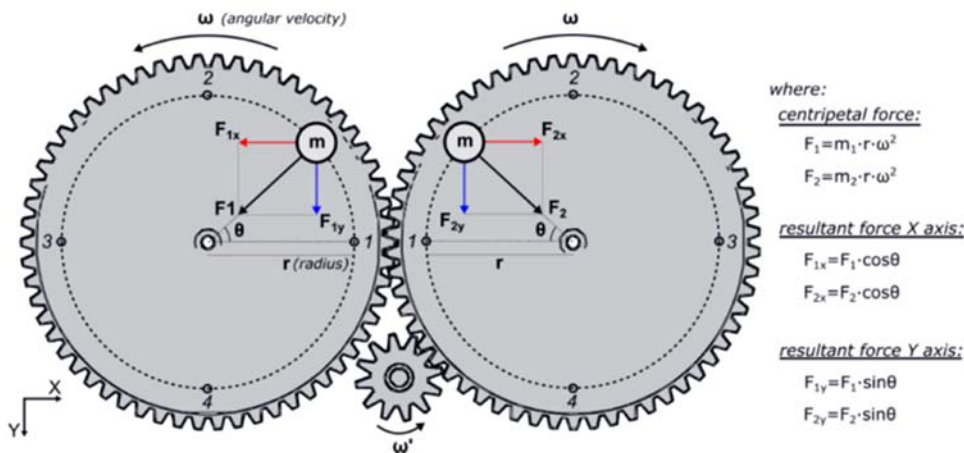 ω (angular velocity)
ω
2
2
F1x
m
m
F2x
F1
F1y
F2y
F2
θ
θ
3
1
1
3
r (radius)
r
4
4
X
Y
ω'
where:
centripetal force:
F₁=m₁·r·ω²
F₂=m₂·r·ω²
resultant force X axis:
F₁ₓ=F₁·cosθ
F₂ₓ=F₂·cosθ
resultant force Y axis:
F1y=F₁·sinθ
F2y=F₂·sinθ